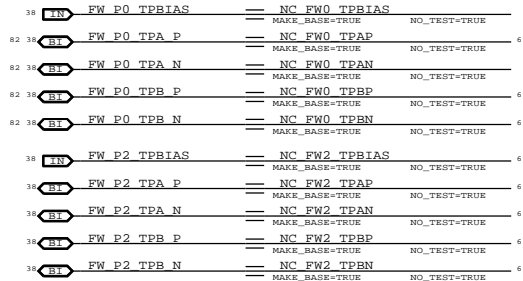 38 IN FW_P0_TPBIAS NC_FW0_TPBIAS
MAKE_BASE=TRUE NO_TEST=TRUE
82 38 BI FW_P0_TPA_P NC_FW0_TPAP 6
MAKE_BASE=TRUE NO_TEST=TRUE
82 38 BI FW_P0_TPA_N NC_FW0_TPAN
MAKE_BASE=TRUE NO_TEST=TRUE
82 38 BI FW_P0_TPB_P NC_FW0_TPBP 6
MAKE_BASE=TRUE NO_TEST=TRUE
82 38 BI FW_P0_TPB_N NC_FW0_TPBN 6
MAKE_BASE=TRUE NO_TEST=TRUE
38 IN FW_P2_TPBIAS NC_FW2_TPBIAS
MAKE_BASE=TRUE NO_TEST=TRUE
38 BI FW_P2_TPA_P NC_FW2_TPAP 6
MAKE_BASE=TRUE NO_TEST=TRUE
38 BI FW_P2_TPA_N NC_FW2_TPAN 6
MAKE_BASE=TRUE NO_TEST=TRUE
38 BI FW_P2_TPB_P NC_FW2_TPBP 6
MAKE_BASE=TRUE NO_TEST=TRUE
38 BI FW_P2_TPB_N NC_FW2_TPBN 6
MAKE_BASE=TRUE NO_TEST=TRUE